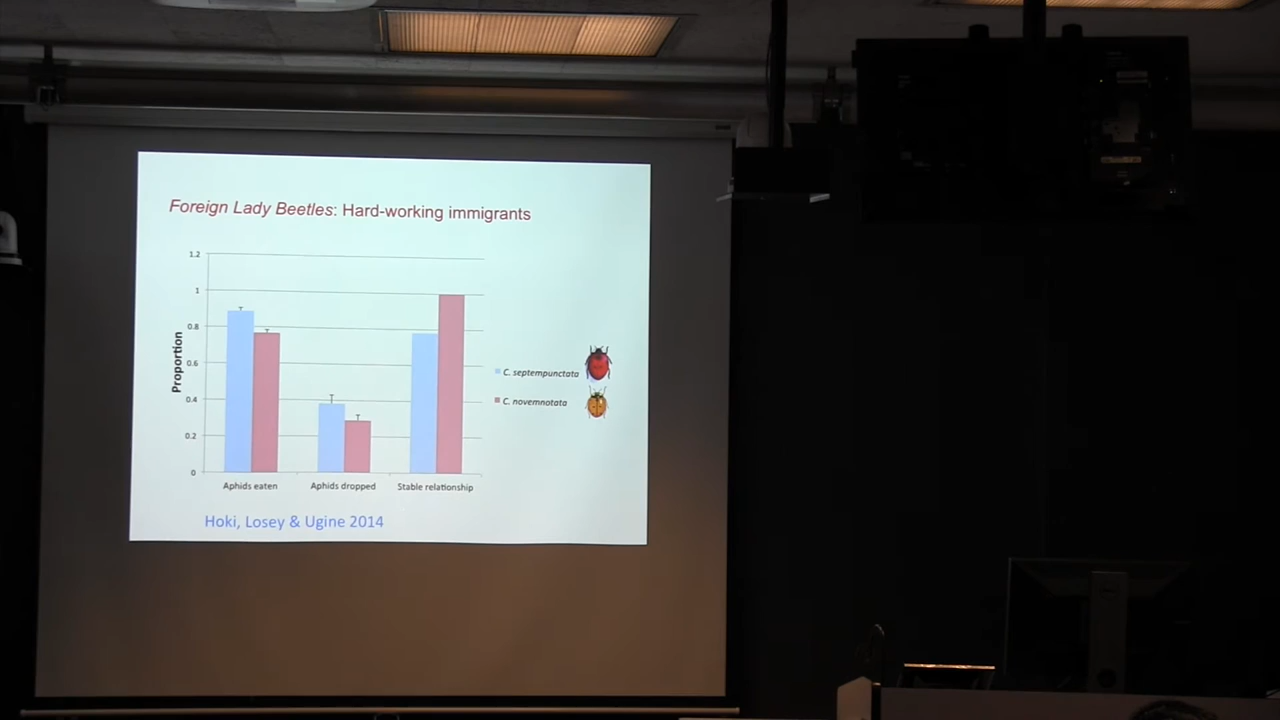 Foreign Lady Beetles: Hard-working immigrants
1.2
1
0.8
0.6
0.4
0.2
0
Proportion
Aphids eaten
Aphids dropped
Stable relationship
C. septempunctata
C. novemnotata
Hoki, Losey & Ugine 2014